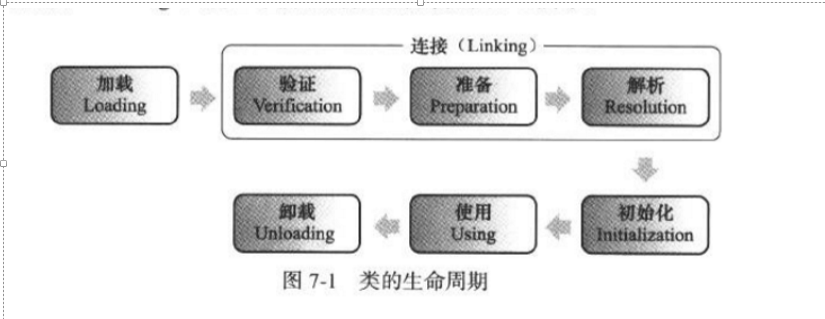 连接（Linking）
加载
Loading
验证
Verification
准备
Preparation
解析
Resolution
卸载
Unloading
使用
Using
初始化
Initialization
图 7-1 类的生命周期